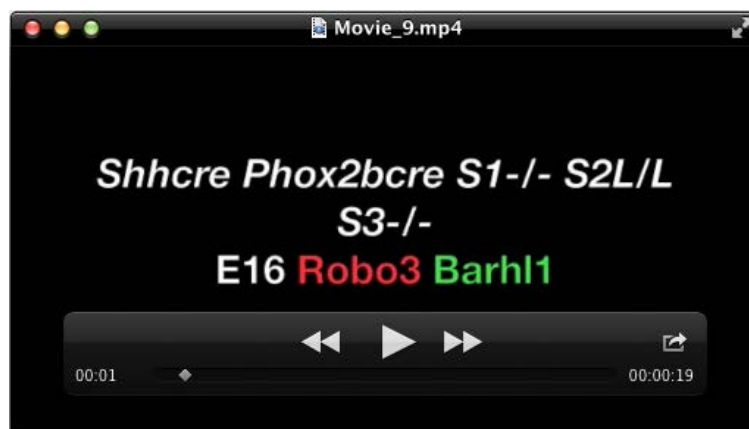 Movie_9.mp4
Shhcre Phox2bcre S1-/- S2L/L
S3-/-
E16 Robo3 Barhl1
00:01 00:00:19